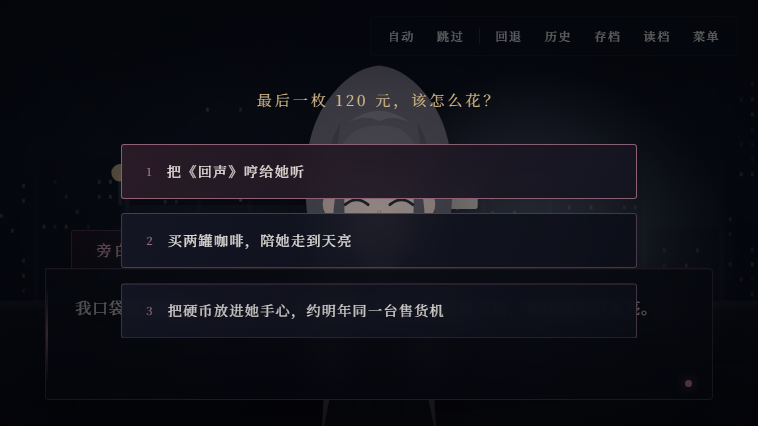 自动 跳过 回退 历史 存档 读档 菜单
最后一枚 120 元，该怎么花？
1 把《回声》哼给她听
2 买两罐咖啡，陪她走到天亮
旁白
3 把硬币放进她手心，约明年同一台售货机
我口袋
。